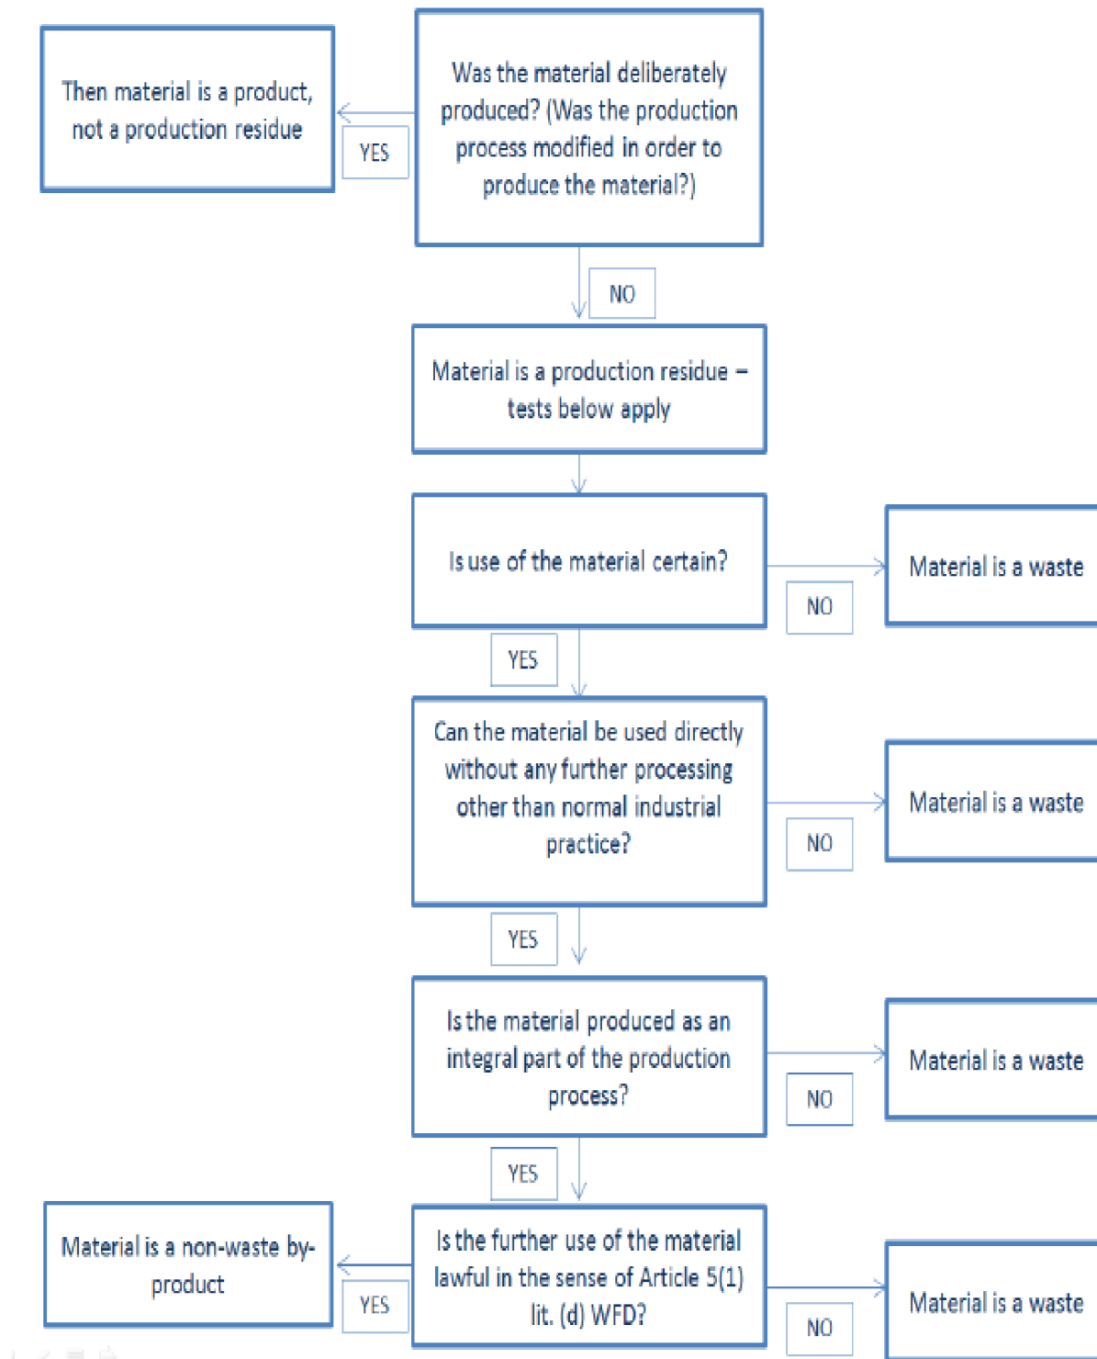 Was the material deliberately
produced? (Was the production
process modified in order to
produce the material?)
YES
Then material is a product,
not a production residue
NO
Material is a production residue –
tests below apply
Is use of the material certain?
NO
Material is a waste
YES
Can the material be used directly
without any further processing
other than normal industrial
practice?
NO
Material is a waste
YES
Is the material produced as an
integral part of the production
process?
NO
Material is a waste
YES
Is the further use of the material
lawful in the sense of Article 5(1)
lit. (d) WFD?
YES
Material is a non-waste by-
product
NO
Material is a waste